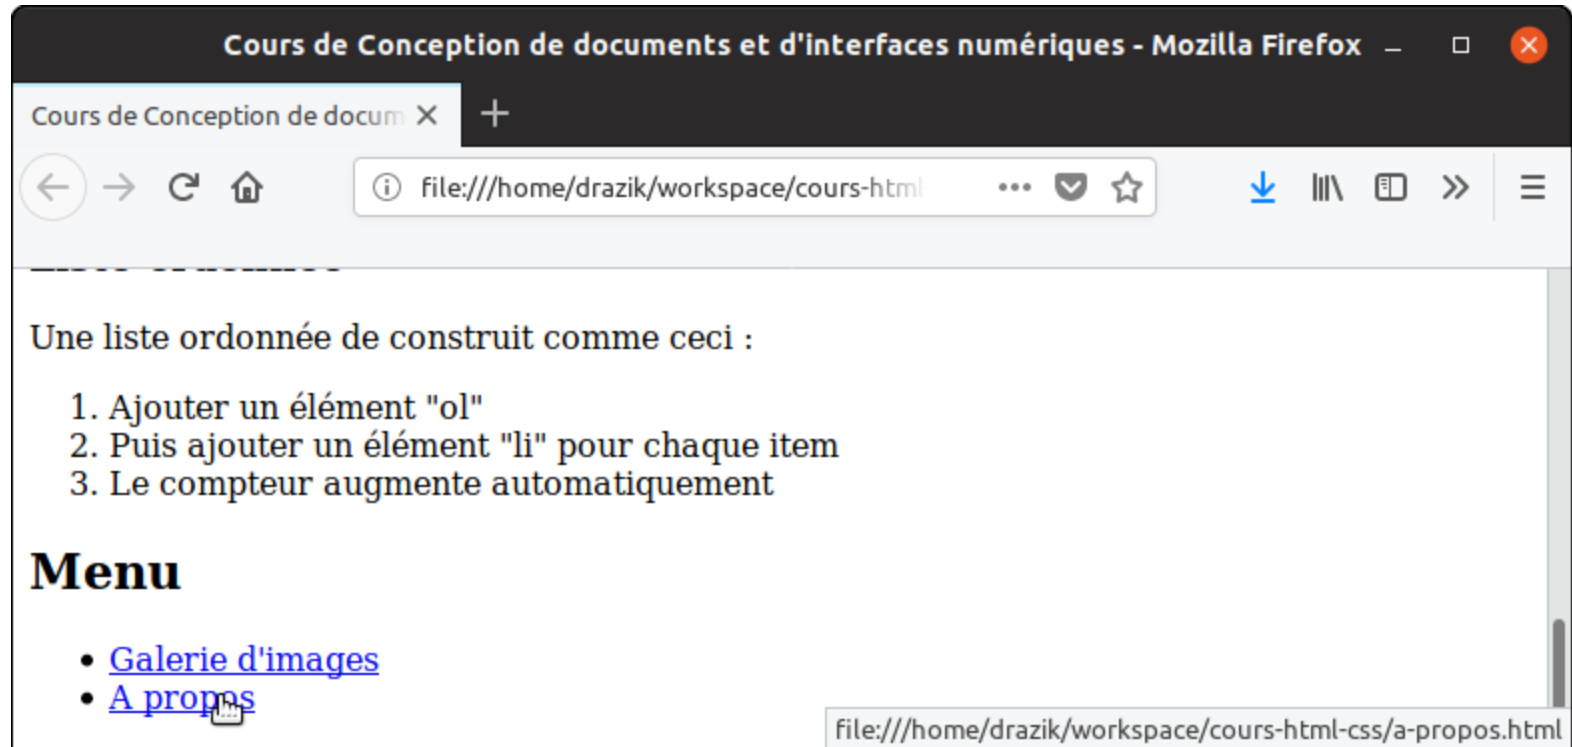 Cours de Conception de documents et d'interfaces numériques - Mozilla Firefox
Cours de Conception de docum
file:///home/drazik/workspace/cours-html
Une liste ordonnée de construit comme ceci :
1. Ajouter un élément "ol"
2. Puis ajouter un élément "li" pour chaque item
3. Le compteur augmente automatiquement
Menu
Galerie d'images
A propos
file:///home/drazik/workspace/cours-html-css/a-propos.html